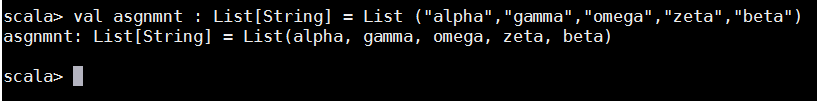 scala> val asgnmnt : List[String] = List ("alpha","gamma","omega","zeta","beta")
asgnmnt: List[String] = List(alpha, gamma, omega, zeta, beta)
scala>